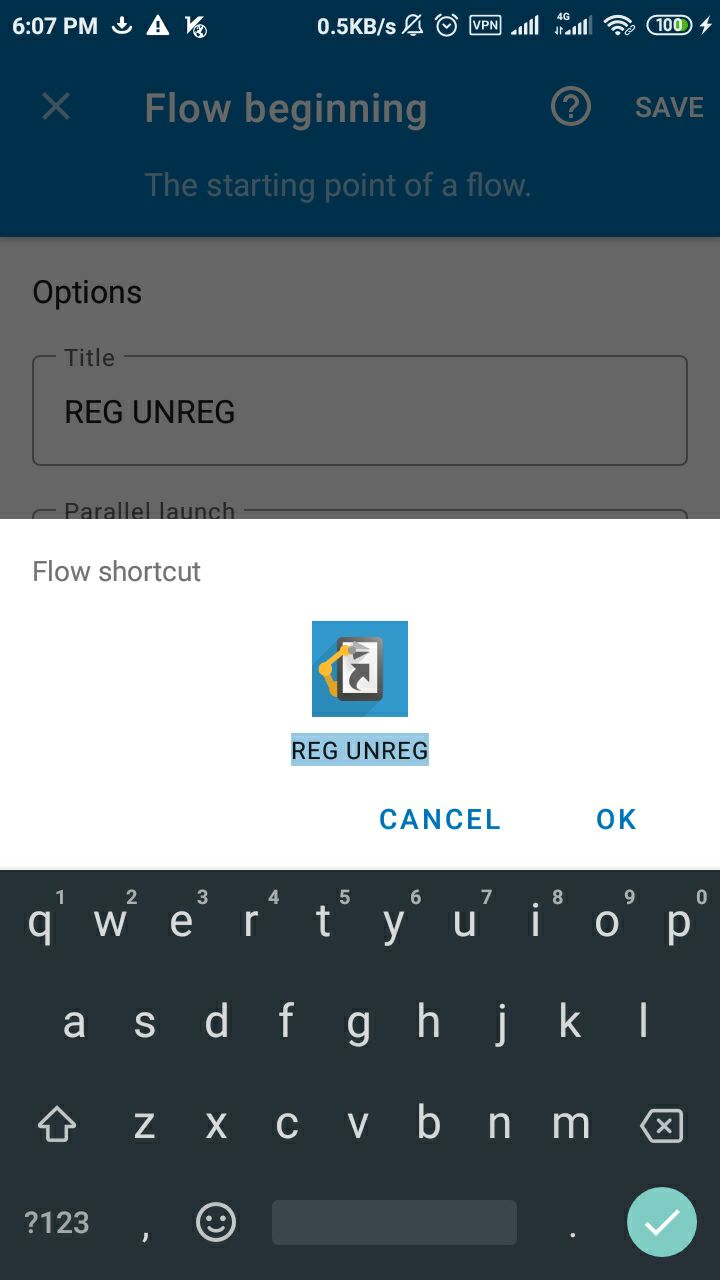 6:07 PM 0.5KB/s VPN 4G 100
Flow beginning SAVE
The starting point of a flow.
Options
Title
REG UNREG
Parallel launch
Flow shortcut
REG UNREG
CANCEL OK
1 2 3 4 5 6 7 8 9 0
q w e r t y u i o p
a s d f g h j k l
z x c v b n m
?123 , .